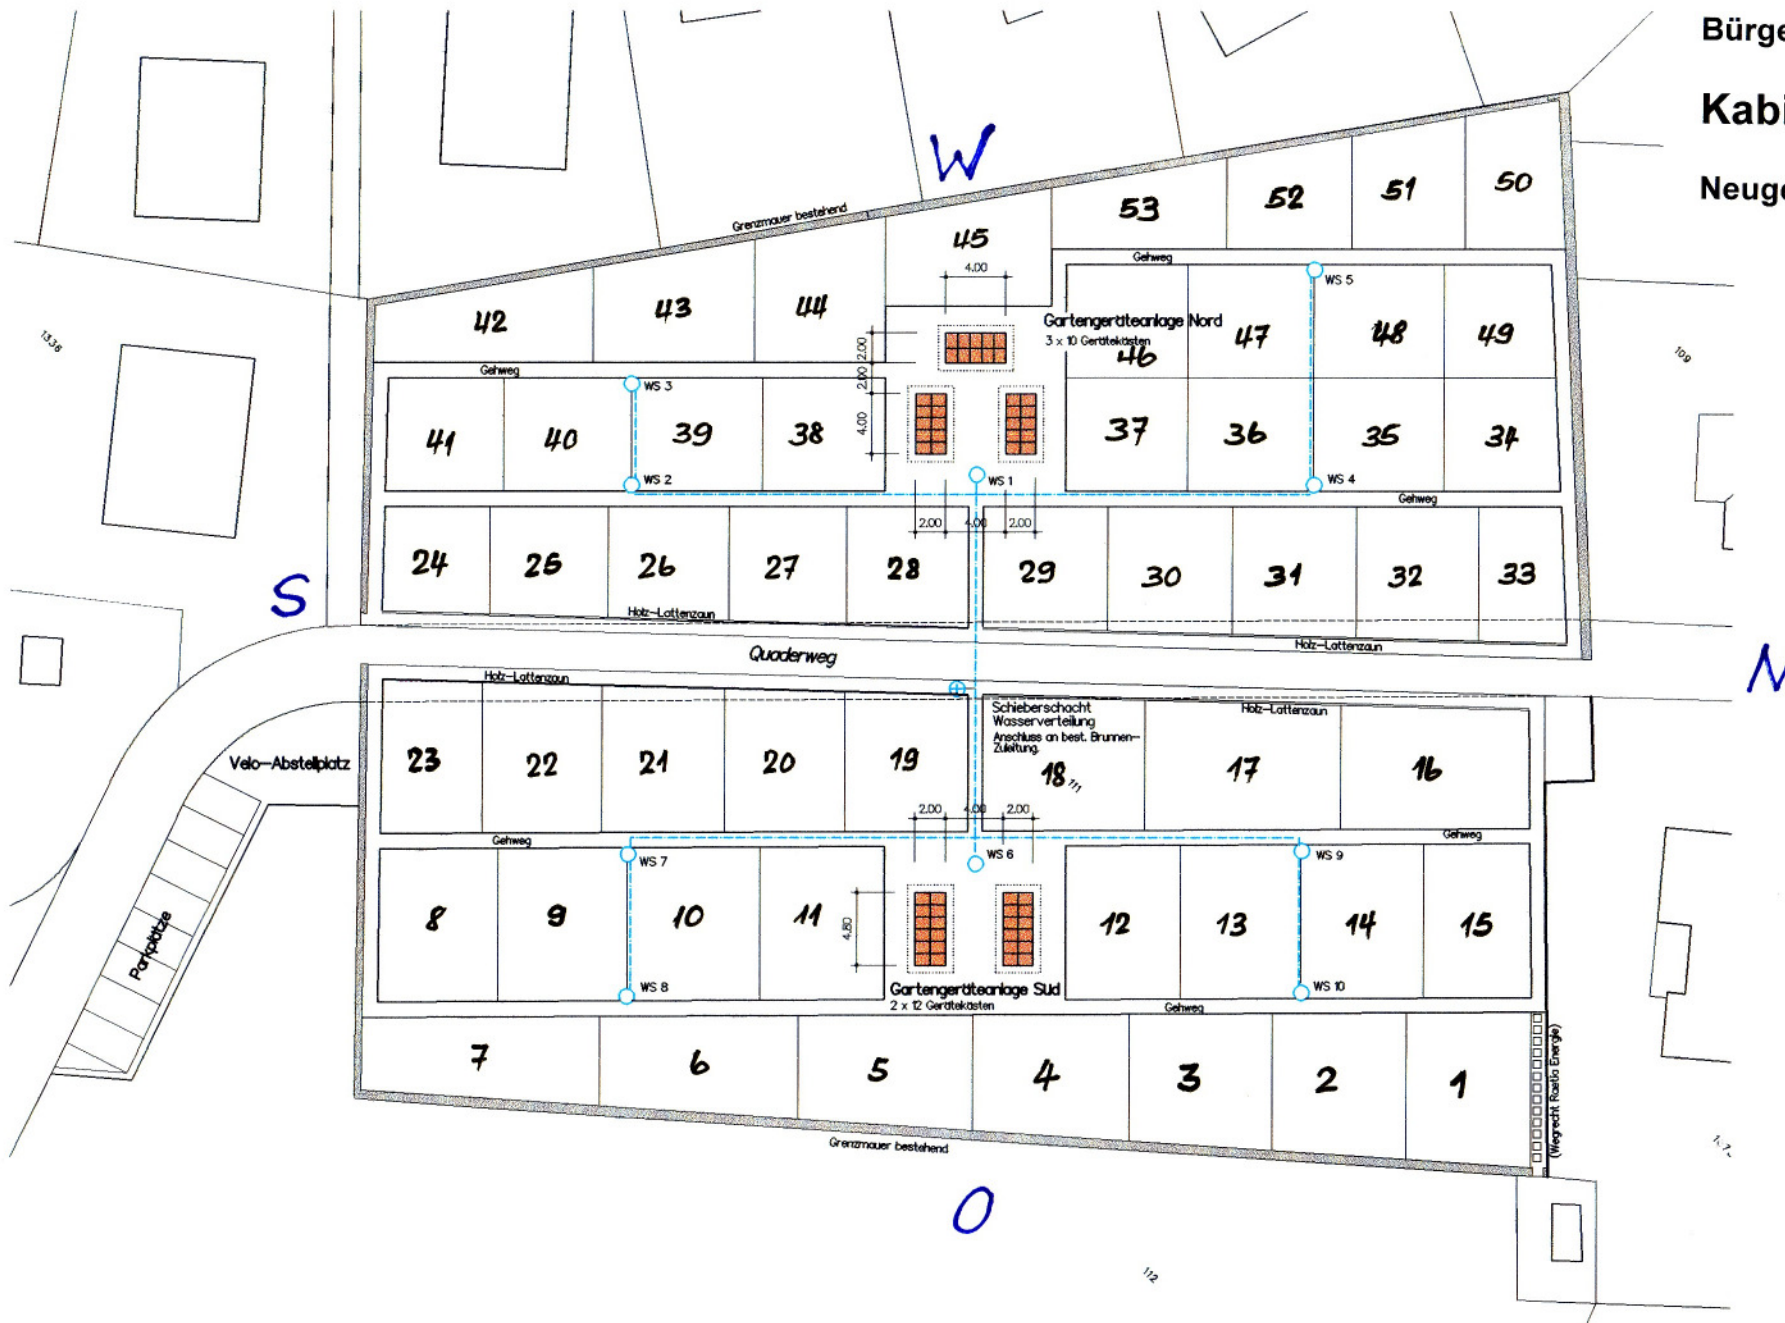 Bürge
Kabi
Neuge
W
50
51
52
53
Grenzmauer bestehend
45
4.00
Gehweg
WS 5
42
43
44
Gartengeräteanlage Nord
3 x 10 Gerätekästen
46
47
48
49
2.00
2.00
4.00
1336
109
Gehweg
WS 3
41
40
39
38
37
36
35
34
WS 2
WS 1
WS 4
Gehweg
2.00
4.00
2.00
24
25
26
27
28
29
30
31
32
33
S
Holz-Lattenzaun
Holz-Lattenzaun
Quaderweg
N
Holz-Lattenzaun
Schieberschacht
Wasserverteilung
Anschluss an best. Brunnen-
Zuleitung.
Holz-Lattenzaun
Velo-Abstellplatz
23
22
21
20
19
18
111
17
16
2.00
4.00
2.00
Gehweg
Gehweg
WS 7
WS 6
WS 9
8
9
10
11
4.80
12
13
14
15
Parkplätze
WS 8
Gartengeräteanlage Süd
2 x 12 Gerätekästen
WS 10
Gehweg
7
6
5
4
3
2
1
(Wegrecht Raetia Energie)
Grenzmauer bestehend
O
112